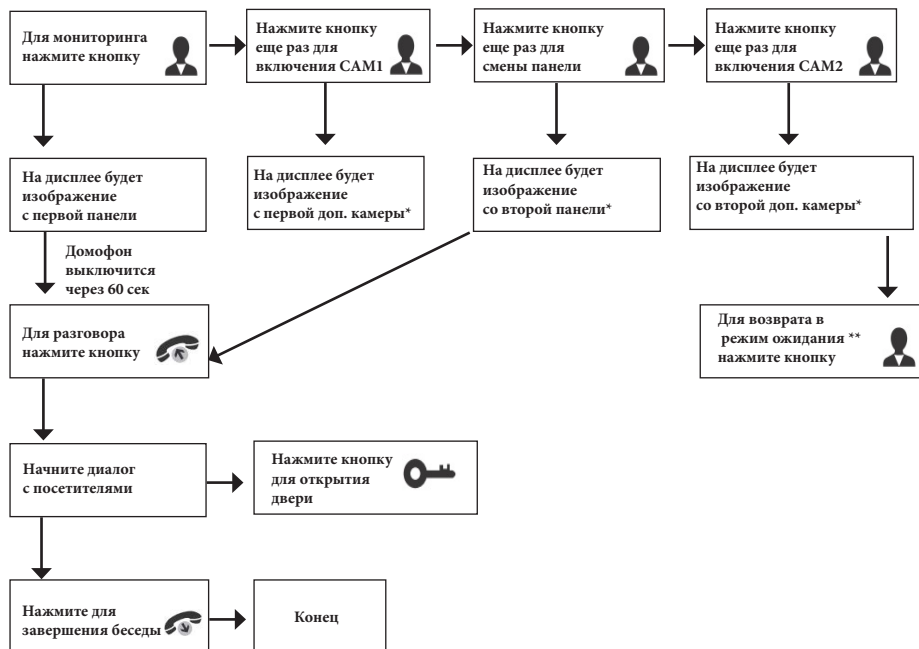 Для мониторинга
нажмите кнопку
Нажмите кнопку
еще раз для
включения CAM1
Нажмите кнопку
еще раз для
смены панели
Нажмите кнопку
еще раз для
включения CAM2
На дисплее будет
изображение
с первой панели
На дисплее будет
изображение
с первой доп. камеры*
На дисплее будет
изображение
со второй панели*
На дисплее будет
изображение
со второй доп. камеры*
Домофон
выключится
через 60 сек
Для разговора
нажмите кнопку
Для возврата в
режим ожидания **
нажмите кнопку
Начните диалог
с посетителями
Нажмите кнопку
для открытия
двери
Нажмите для
завершения беседы
Конец